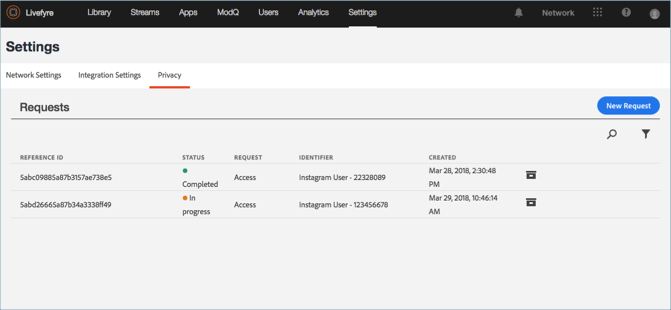 Livefyre Library Streams Apps ModQ Users Analytics Settings Network
Settings
Network Settings Integration Settings Privacy
Requests New Request
REFERENCE ID STATUS REQUEST IDENTIFIER CREATED
5abc09885a87b3157ae738e5 Completed Access Instagram User - 22328089 Mar 28, 2018, 2:30:48 PM
5abd26665a87b34a3338ff49 In progress Access Instagram User - 123456678 Mar 29, 2018, 10:46:14 AM